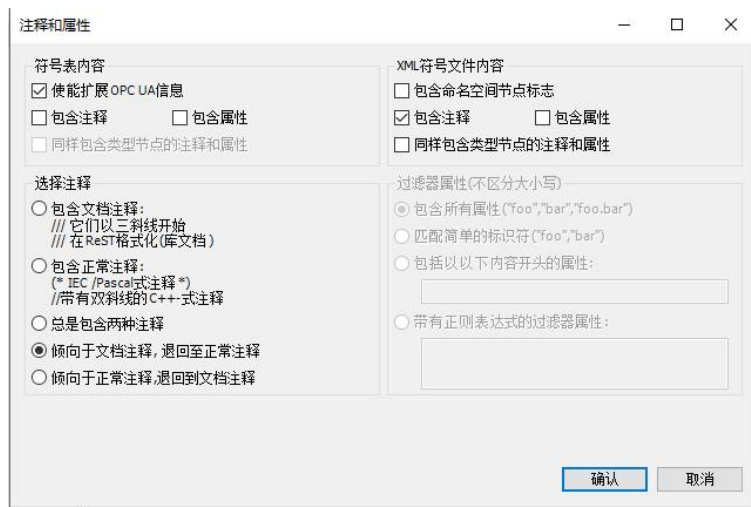 注释和属性
符号表内容
使能扩展OPC UA信息
包含注释 包含属性
同样包含类型节点的注释和属性
XML符号文件内容
包含命名空间节点标志
包含注释 包含属性
同样包含类型节点的注释和属性
选择注释
包含文档注释:
/// 它们以三斜线开始
/// 在ReST格式化(库文档)
包含正常注释:
(* IEC /Pascal式注释 *)
//带有双斜线的C++-式注释
总是包含两种注释
倾向于文档注释, 退回至正常注释
倾向于正常注释,退回到文档注释
过滤器属性(不区分大小写)
包含所有属性("foo","bar","foo.bar")
匹配简单的标识符("foo","bar")
包括以以下内容开头的属性:
带有正则表达式的过滤器属性:
确认 取消